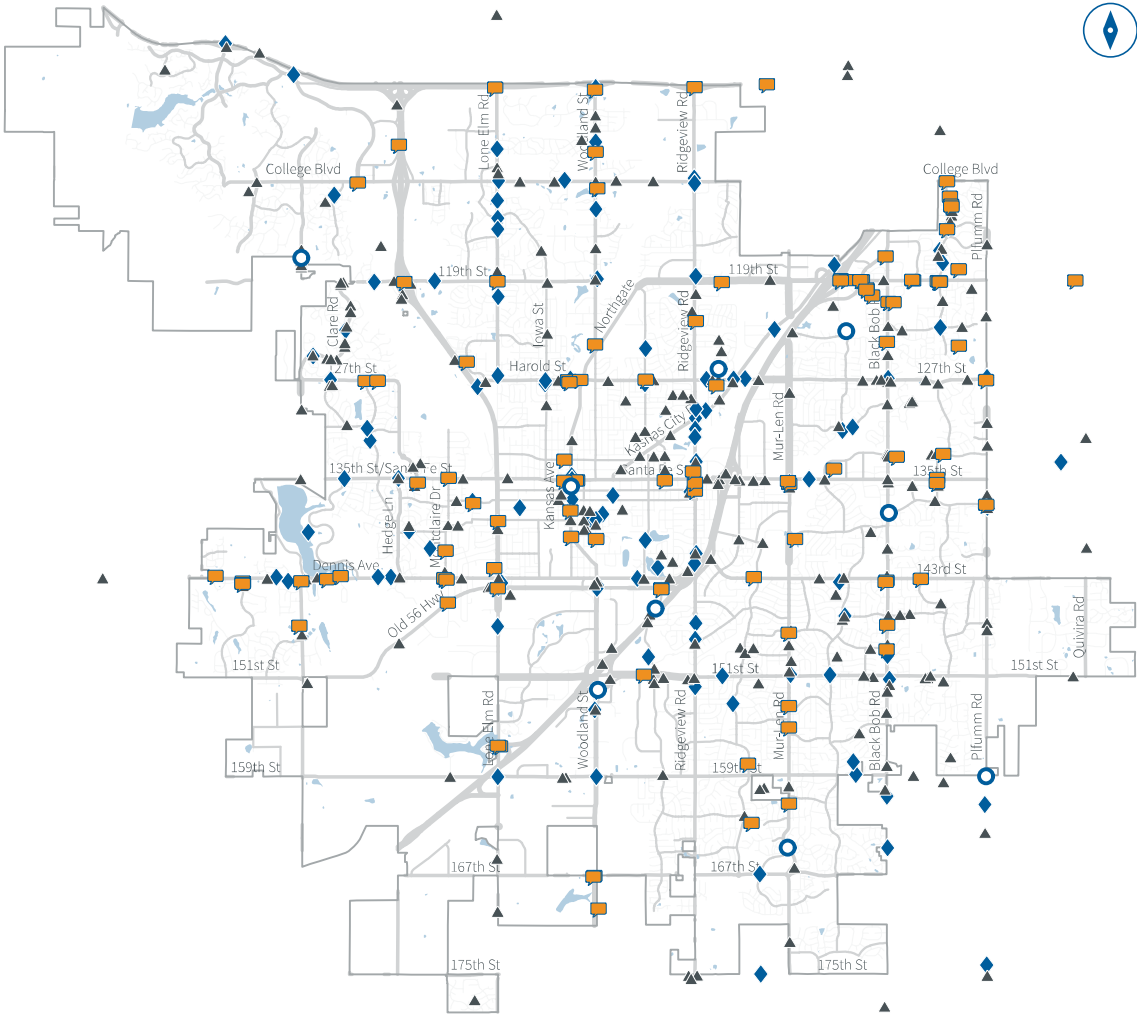 Lone Elm Rd
Woodland St
Ridgeview Rd
College Blvd
College Blvd
Pflumm Rd
119th St
119th St
Northgate
Clare Rd
Iowa St
Ridgeview Rd
Black Bob
127th St
Harold St
127th St
Kansas City
Mur-Len Rd
135th St/Santa Fe St
Santa Fe St
135th St
Kansas Ave
Hedge Ln
Montclaire Dr
Dennis Ave
143rd St
Old 56 Hwy
Quivira Rd
151st St
151st St
151st St
Lone Elm Rd
Woodland St
Ridgeview Rd
Mur-Len Rd
Black Bob Rd
Pflumm Rd
159th St
159th St
167th St
167th St
175th St
175th St